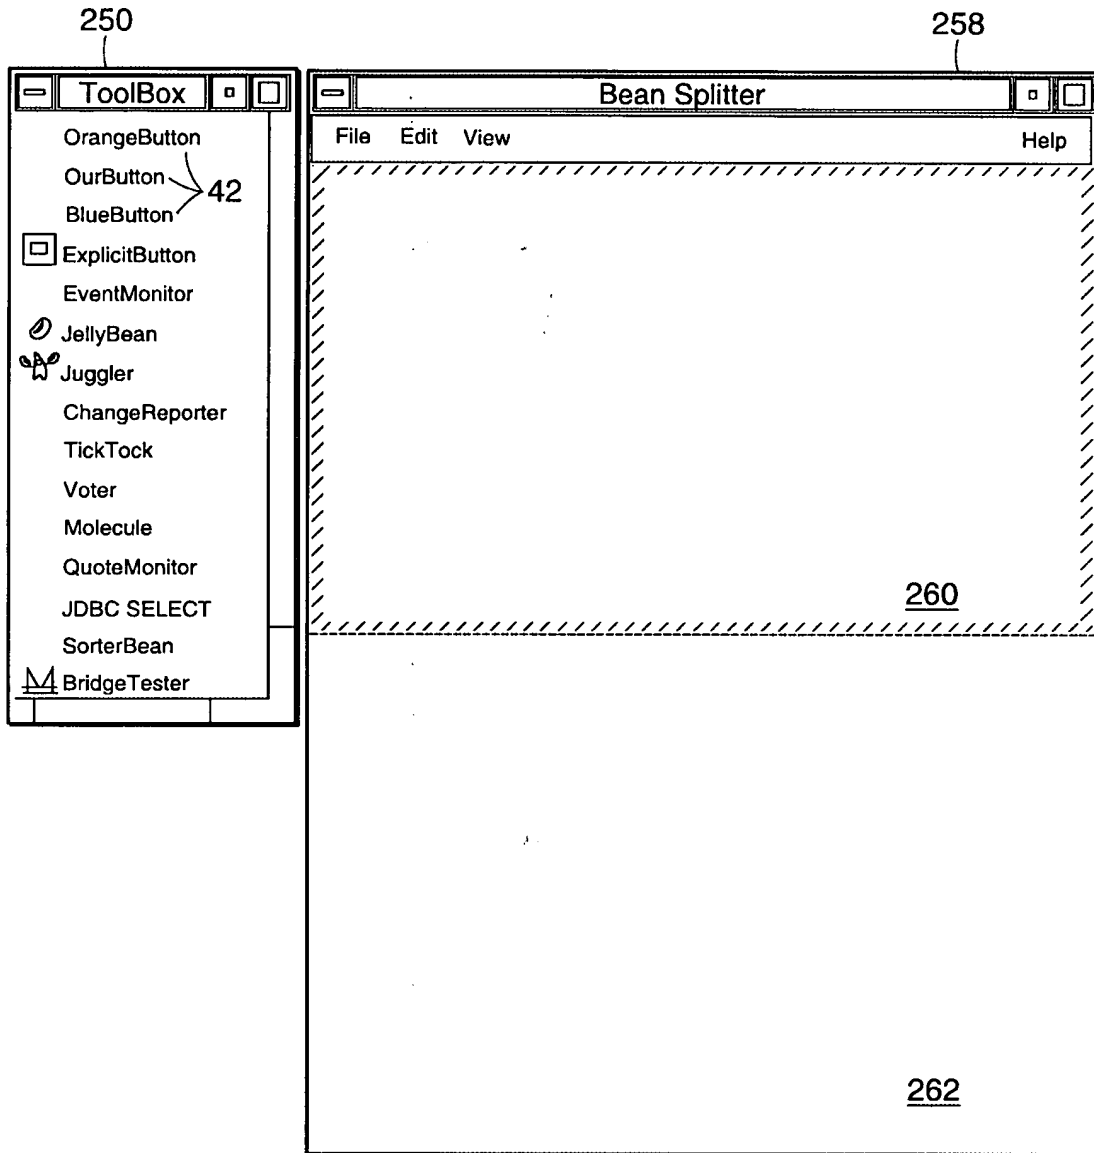 250
258
ToolBox
Bean Splitter
OrangeButton
File Edit View Help
OurButton
42
BlueButton
ExplicitButton
EventMonitor
JellyBean
Juggler
ChangeReporter
TickTock
Voter
Molecule
QuoteMonitor
JDBC SELECT
SorterBean
BridgeTester
260
262